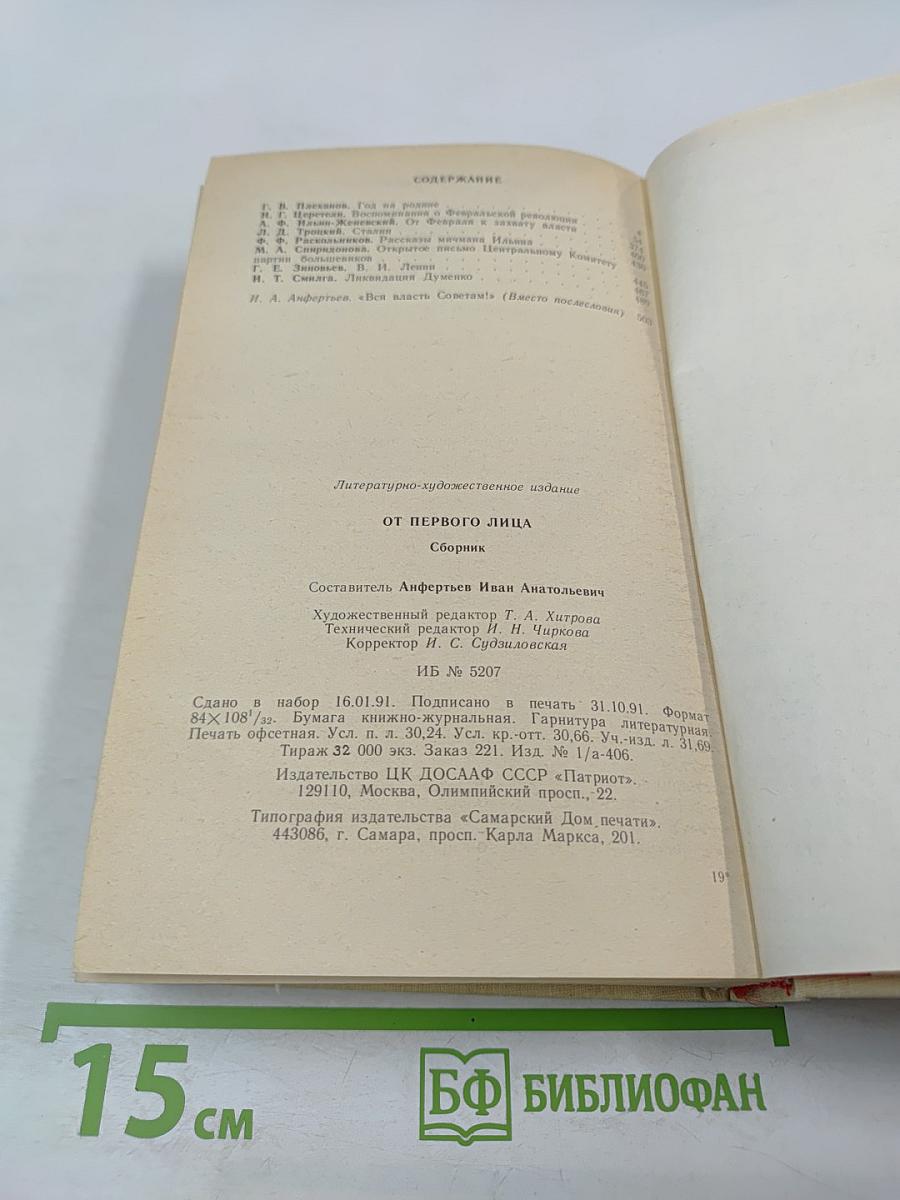 СОДЕРЖАНИЕ
Г. В. Плеханов. Год на родине
И. Г. Церетели. Воспоминания о Февральской революции
А. Ф. Ильин-Женевский. От Февраля к захвату власти
Л. Д. Троцкий. Сталин
Ф. Ф. Раскольников. Рассказы мичмана Ильина
М. А. Спиридонова. Открытое письмо Центральному Комитету
партии большевиков
Г. Е. Зиновьев. В. И. Ленин
И. Т. Смилга. Ликвидация Думенко
И. А. Анфертьев. «Вся власть Советам!» (Вместо послесловия) 503
Литературно-художественное издание
ОТ ПЕРВОГО ЛИЦА
Сборник
Составитель Анфертьев Иван Анатольевич
Художественный редактор Т. А. Хитрова
Технический редактор И. Н. Чиркова
Корректор И. С. Судзиловская
ИБ № 5207
Сдано в набор 16.01.91. Подписано в печать 31.10.91. Формат
84×108¹/₃₂. Бумага книжно-журнальная. Гарнитура литературная.
Печать офсетная. Усл. п. л. 30,24. Усл. кр.-отт. 30,66. Уч.-изд. л. 31,69.
Тираж 32 000 экз. Заказ 221. Изд. № 1/а-406.
Издательство ЦК ДОСААФ СССР «Патриот».
129110, Москва, Олимпийский просп., 22.
Типография издательства «Самарский Дом печати».
443086, г. Самара, просп. Карла Маркса, 201.
19*
15 см
БФ БИБЛИОФАН